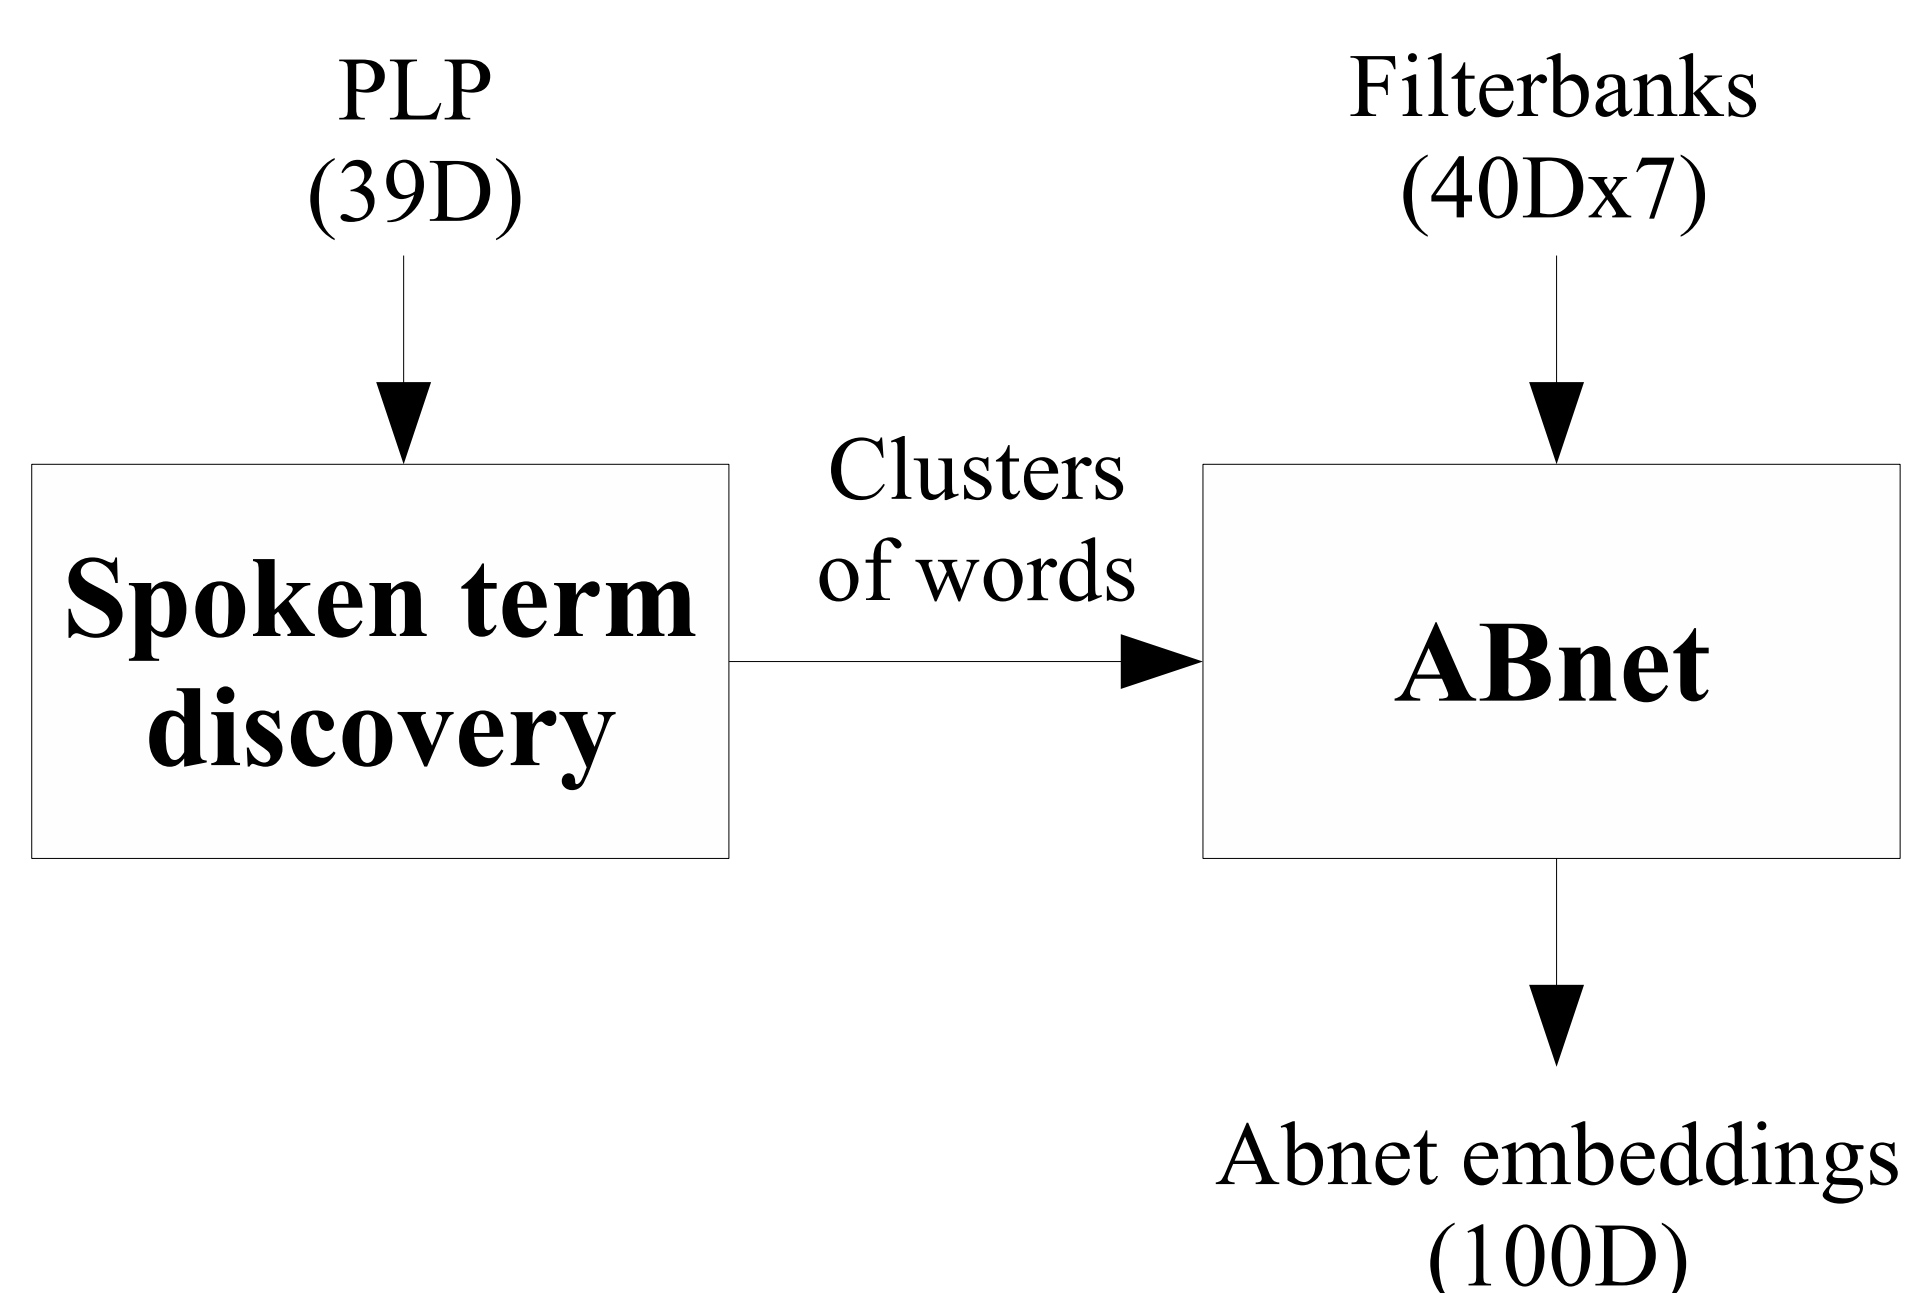 PLP
(39D)
Filterbanks
(40Dx7)
Clusters
of words
Spoken term
discovery
ABnet
Abnet embeddings
(100D)